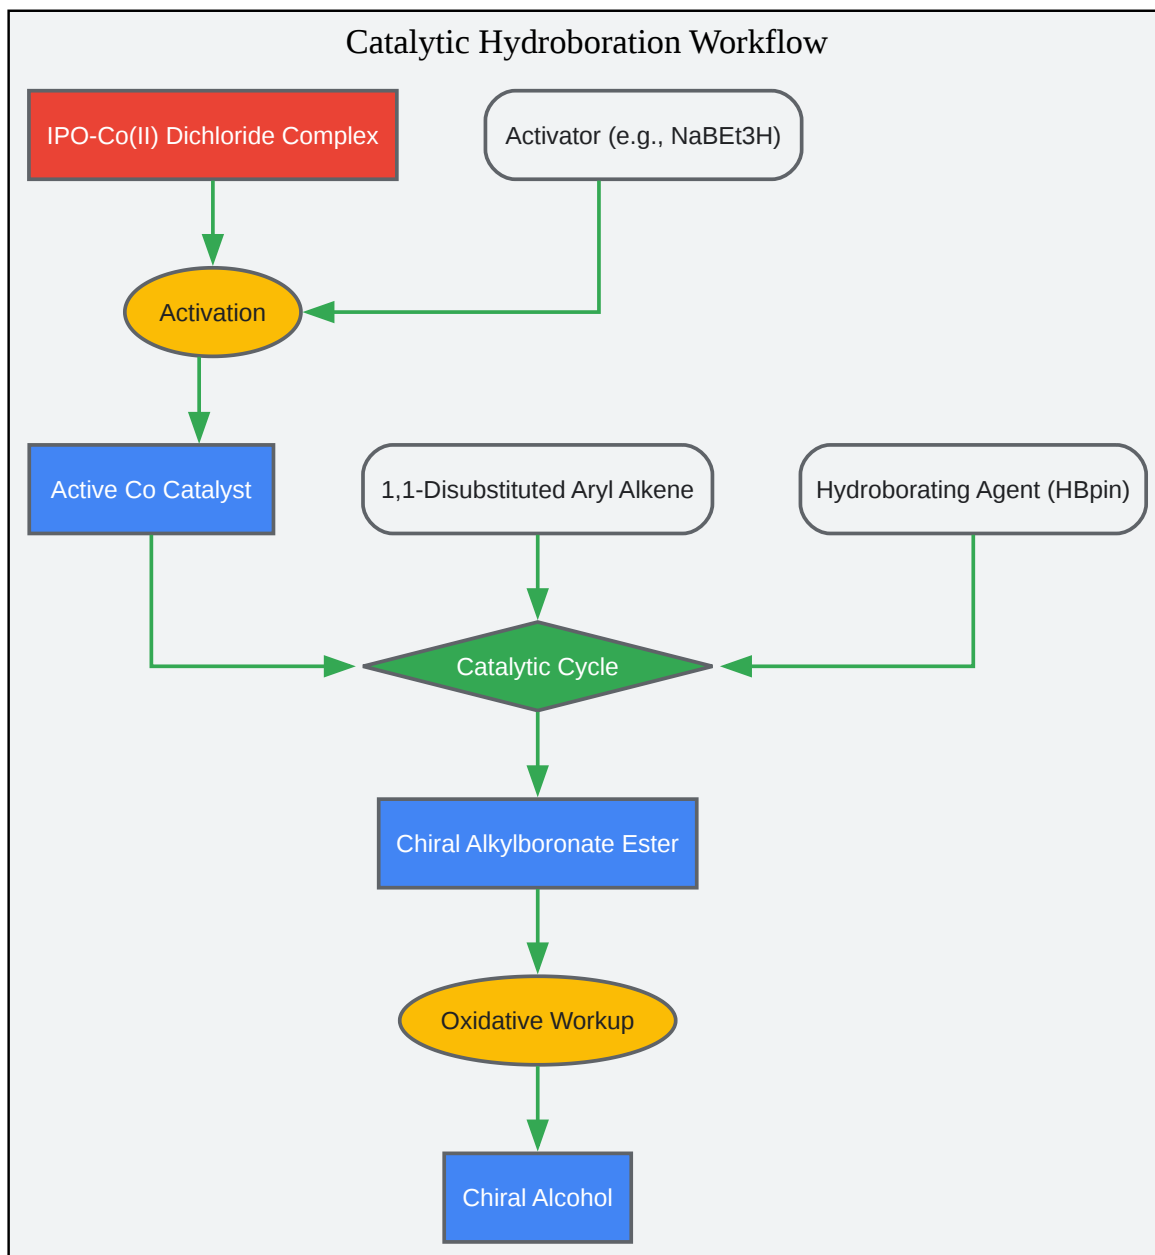 Catalytic Hydroboration Workflow
IPO-Co(II) Dichloride Complex
Activator (e.g., NaBEt3H)
Activation
Active Co Catalyst
1,1-Disubstituted Aryl Alkene
Hydroborating Agent (HBpin)
Catalytic Cycle
Chiral Alkylboronate Ester
Oxidative Workup
Chiral Alcohol